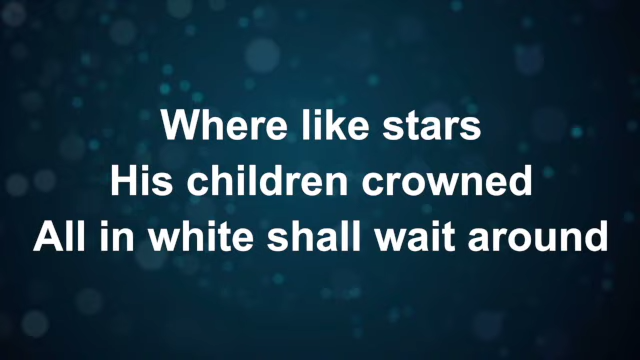 Where like stars
His children crowned
All in white shall wait around